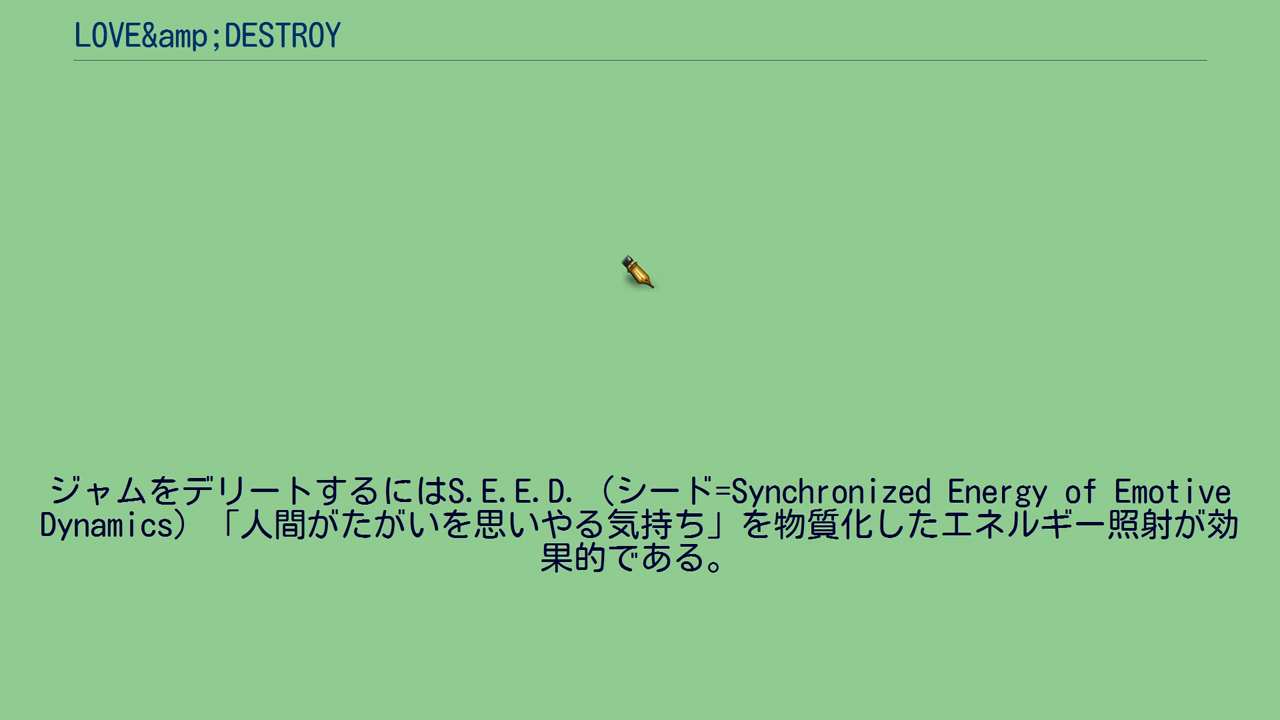 LOVE&amp;DESTROY
ジャムをデリートするにはS.E.E.D.（シード=Synchronized Energy of Emotive
Dynamics）「人間がたがいを思いやる気持ち」を物質化したエネルギー照射が効
果的である。